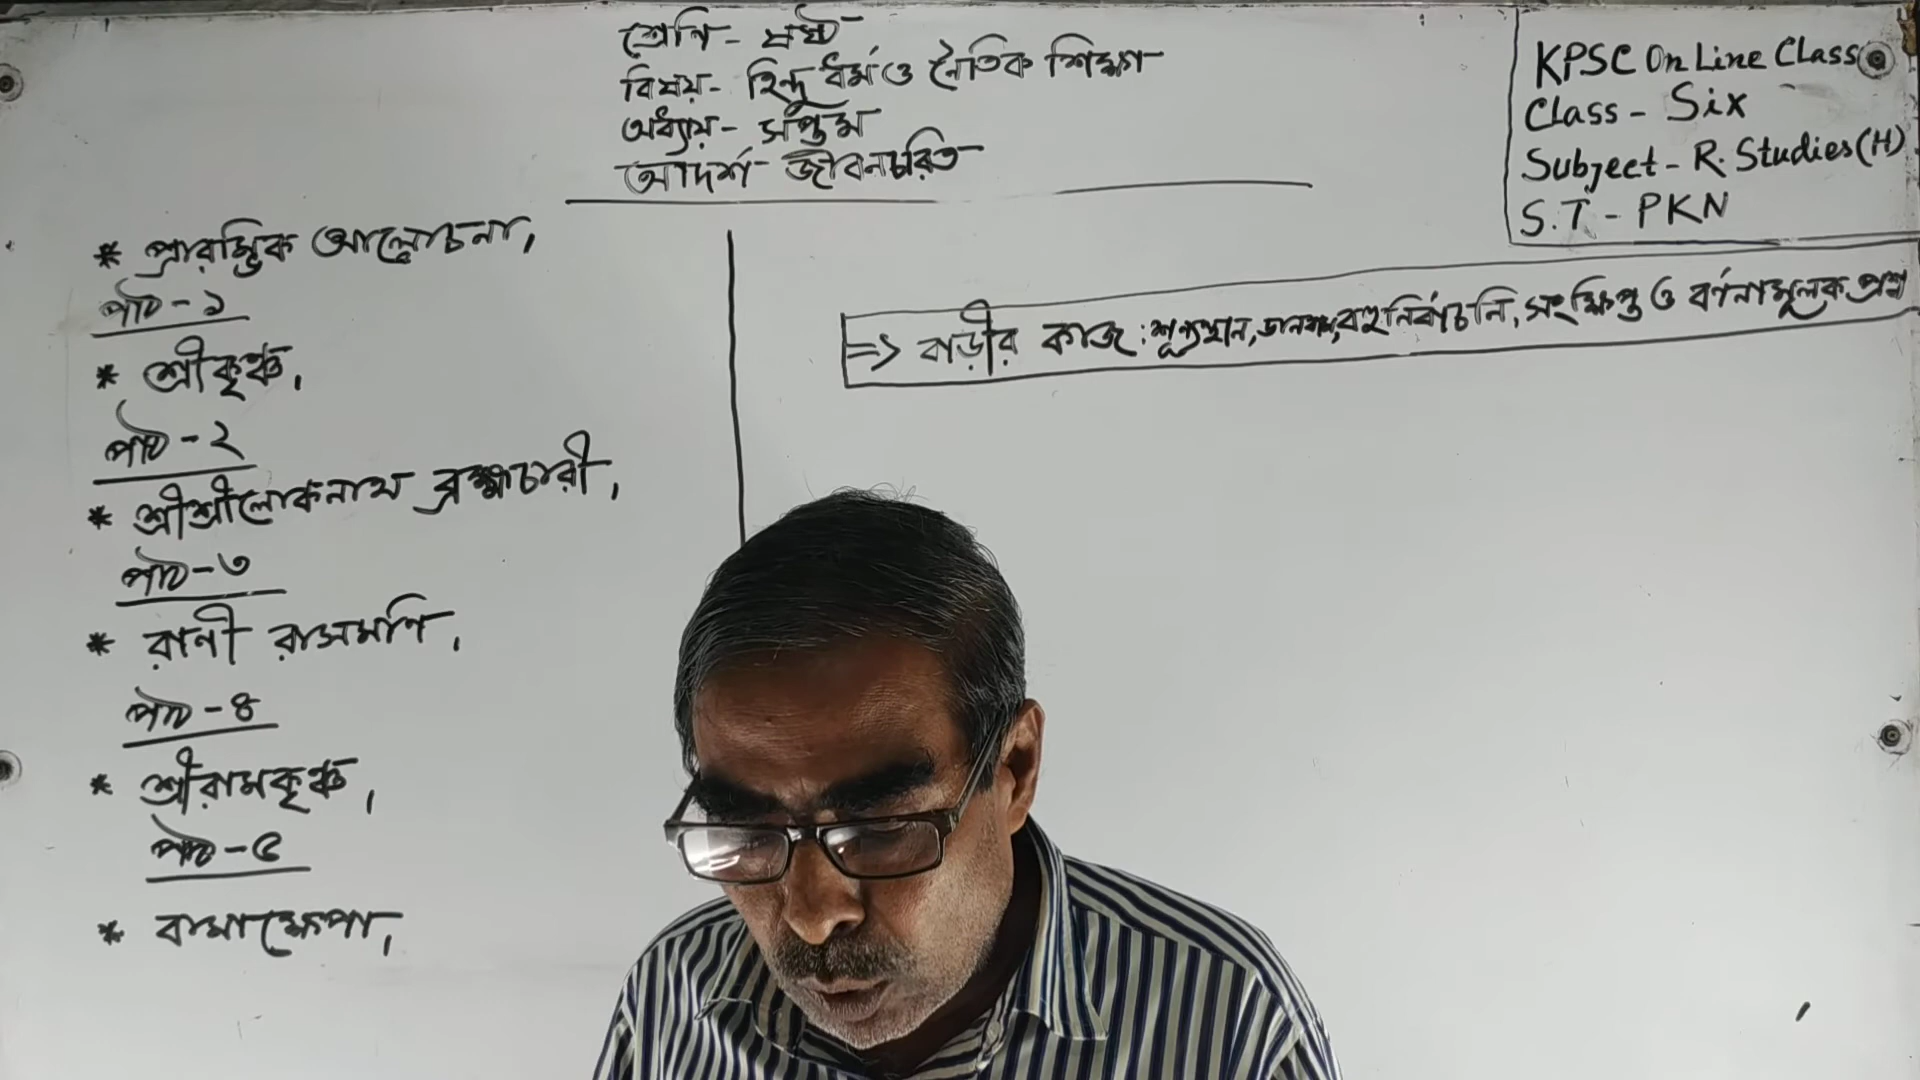 শ্রেণি - ষষ্ঠ
বিষয় - হিন্দু ধর্ম ও নৈতিক শিক্ষা
অধ্যায় - সপ্তম
আদর্শ জীবনচরিত
KPSC On Line Class
Class - Six
Subject - R. Studies (H)
S.T - PKN
* প্রারম্ভিক আলোচনা,
পাঠ - ১
* শ্রীকৃষ্ণ,
পাঠ - ২
* শ্রীশ্রীলোকনাথ ব্রহ্মচারী,
পাঠ - ৩
* রাণী রাসমণি,
পাঠ - ৪
* শ্রীরামকৃষ্ণ,
পাঠ - ৫
* বামাক্ষেপা,
=> বাড়ীর কাজ : শূণ্যস্থান, ডানবাম, বহুনির্বাচনি, সংক্ষিপ্ত ও বর্ণনামূলক প্রশ্ন